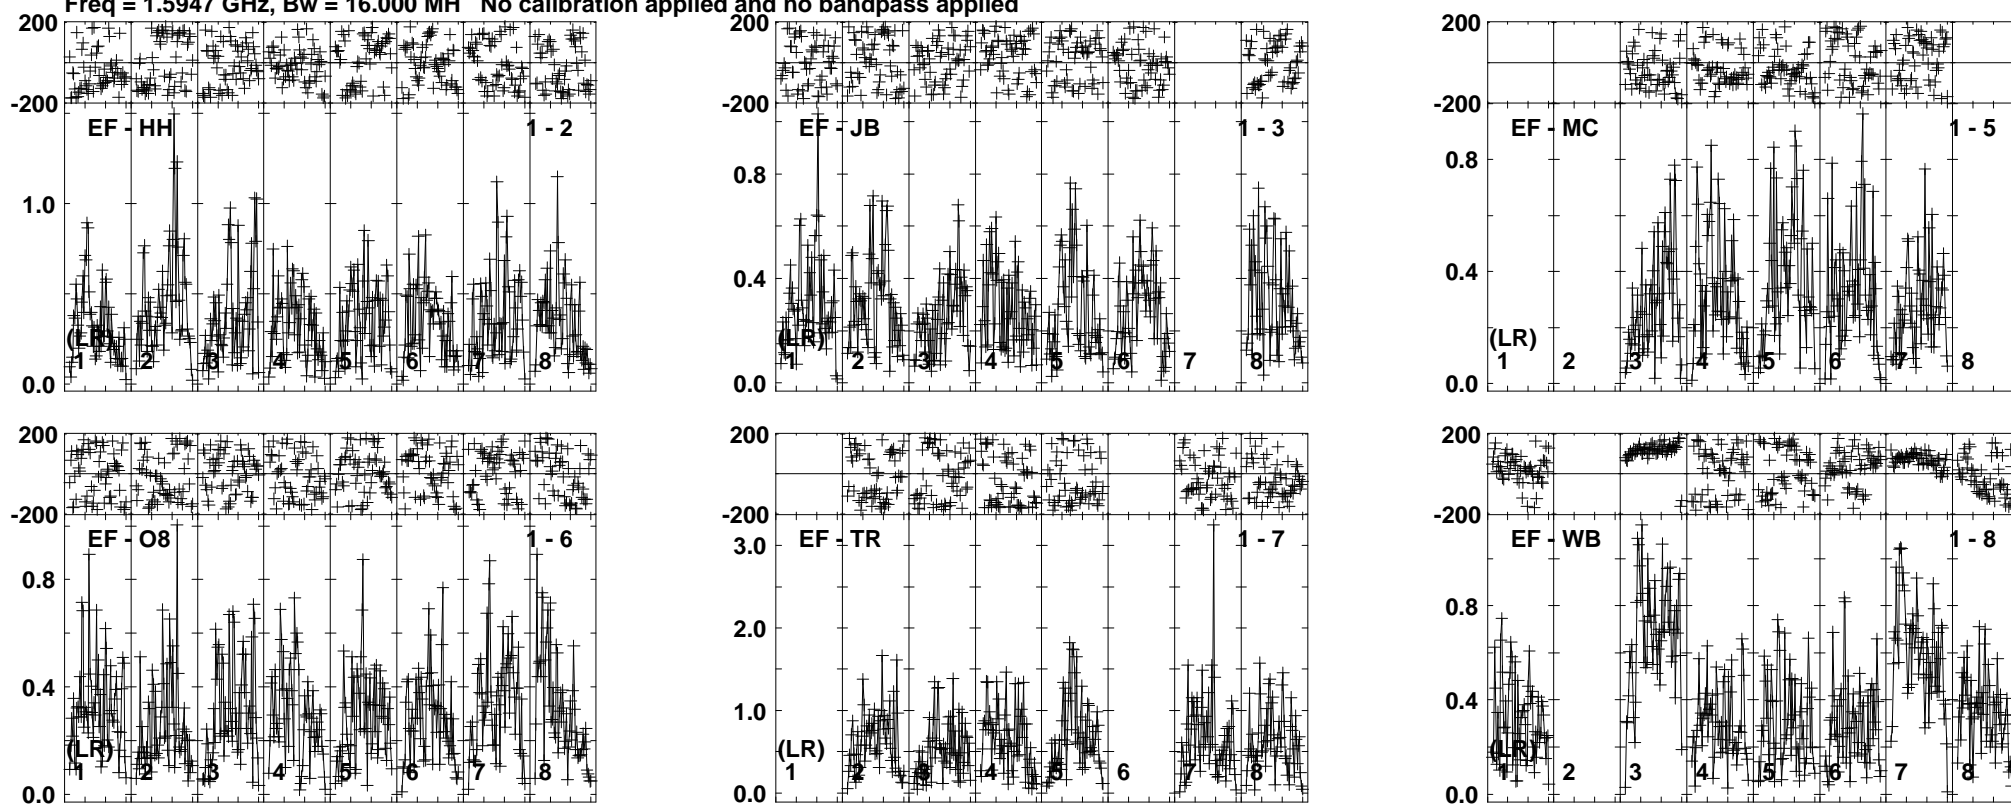 Freq = 1.5947 GHz, Bw = 16.000 MH No calibration applied and no bandpass applied
200
-200
EF - HH 1 - 2
1.0
(LR)
1 2 3 4 5 6 7 8
0.0
200
-200
EF - JB 1 - 3
0.8
0.4
(LR)
1 2 3 4 5 6 7 8
0.0
200
-200
EF - MC 1 - 5
0.8
0.4
(LR)
1 2 3 4 5 6 7 8
0.0
200
-200
EF - O8 1 - 6
0.8
0.4
(LR)
1 2 3 4 5 6 7 8
0.0
200
-200
EF - TR 1 - 7
3.0
2.0
1.0
(LR)
1 2 3 4 5 6 7 8
0.0
200
-200
EF - WB 1 - 8
0.8
0.4
(LR)
1 2 3 4 5 6 7 8
0.0